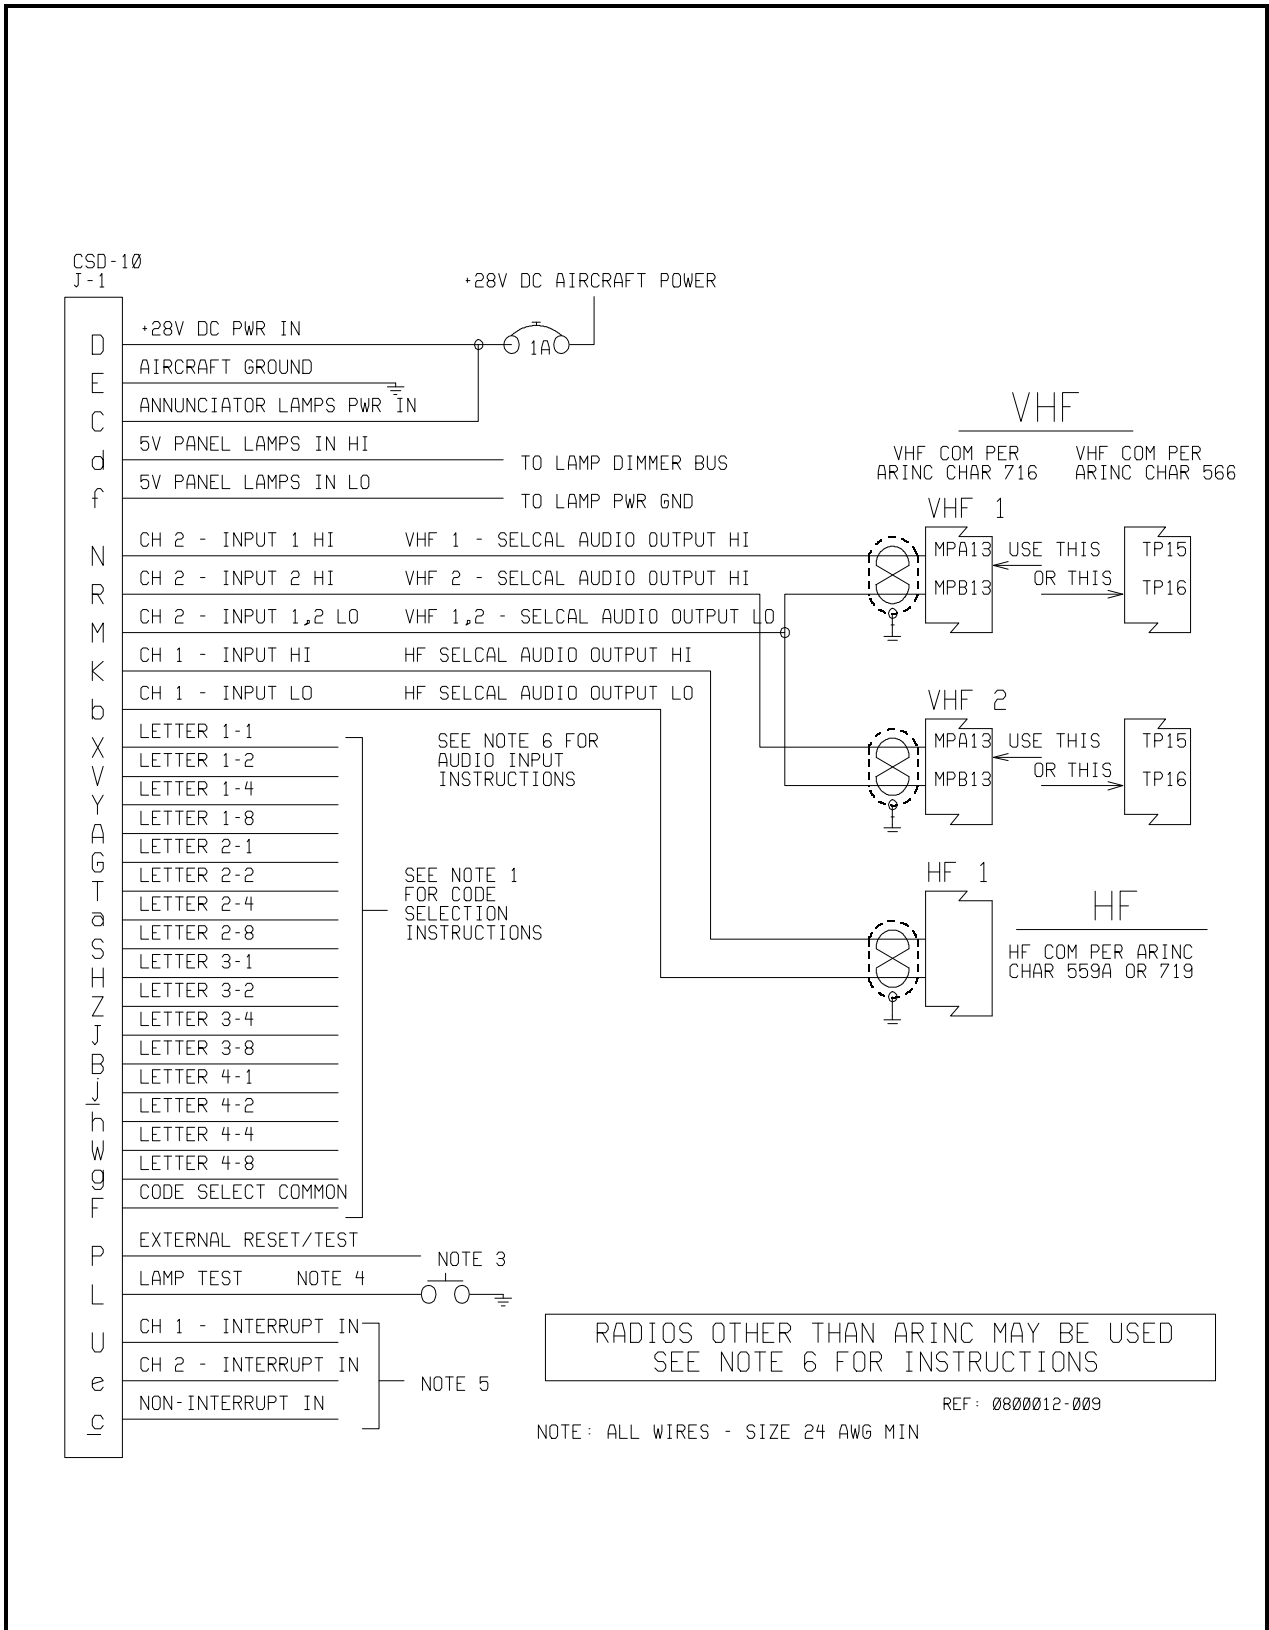 CSD-10
J-1
+28V DC AIRCRAFT POWER
D +28V DC PWR IN
1A
E AIRCRAFT GROUND
C ANNUNCIATOR LAMPS PWR IN
d 5V PANEL LAMPS IN HI
TO LAMP DIMMER BUS
f 5V PANEL LAMPS IN LO
TO LAMP PWR GND
N CH 2 - INPUT 1 HI VHF 1 - SELCAL AUDIO OUTPUT HI
R CH 2 - INPUT 2 HI VHF 2 - SELCAL AUDIO OUTPUT HI
M CH 2 - INPUT 1,2 LO VHF 1,2 - SELCAL AUDIO OUTPUT LO
K CH 1 - INPUT HI HF SELCAL AUDIO OUTPUT HI
b CH 1 - INPUT LO HF SELCAL AUDIO OUTPUT LO
SEE NOTE 6 FOR
AUDIO INPUT
INSTRUCTIONS
X LETTER 1-1
V LETTER 1-2
Y LETTER 1-4
A LETTER 1-8
G LETTER 2-1
T LETTER 2-2
a LETTER 2-4
S LETTER 2-8
H LETTER 3-1
Z LETTER 3-2
J LETTER 3-4
B LETTER 3-8
j LETTER 4-1
h LETTER 4-2
W LETTER 4-4
g LETTER 4-8
F CODE SELECT COMMON
SEE NOTE 1
FOR CODE
SELECTION
INSTRUCTIONS
P EXTERNAL RESET/TEST
NOTE 3
L LAMP TEST NOTE 4
U CH 1 - INTERRUPT IN
e CH 2 - INTERRUPT IN
c NON-INTERRUPT IN
NOTE 5
VHF
VHF COM PER
ARINC CHAR 716
VHF COM PER
ARINC CHAR 566
VHF 1
MPA13 USE THIS TP15
OR THIS
MPB13 TP16
VHF 2
MPA13 USE THIS TP15
OR THIS
MPB13 TP16
HF 1
HF
HF COM PER ARINC
CHAR 559A OR 719
RADIOS OTHER THAN ARINC MAY BE USED
SEE NOTE 6 FOR INSTRUCTIONS
REF: 0800012-009
NOTE: ALL WIRES - SIZE 24 AWG MIN